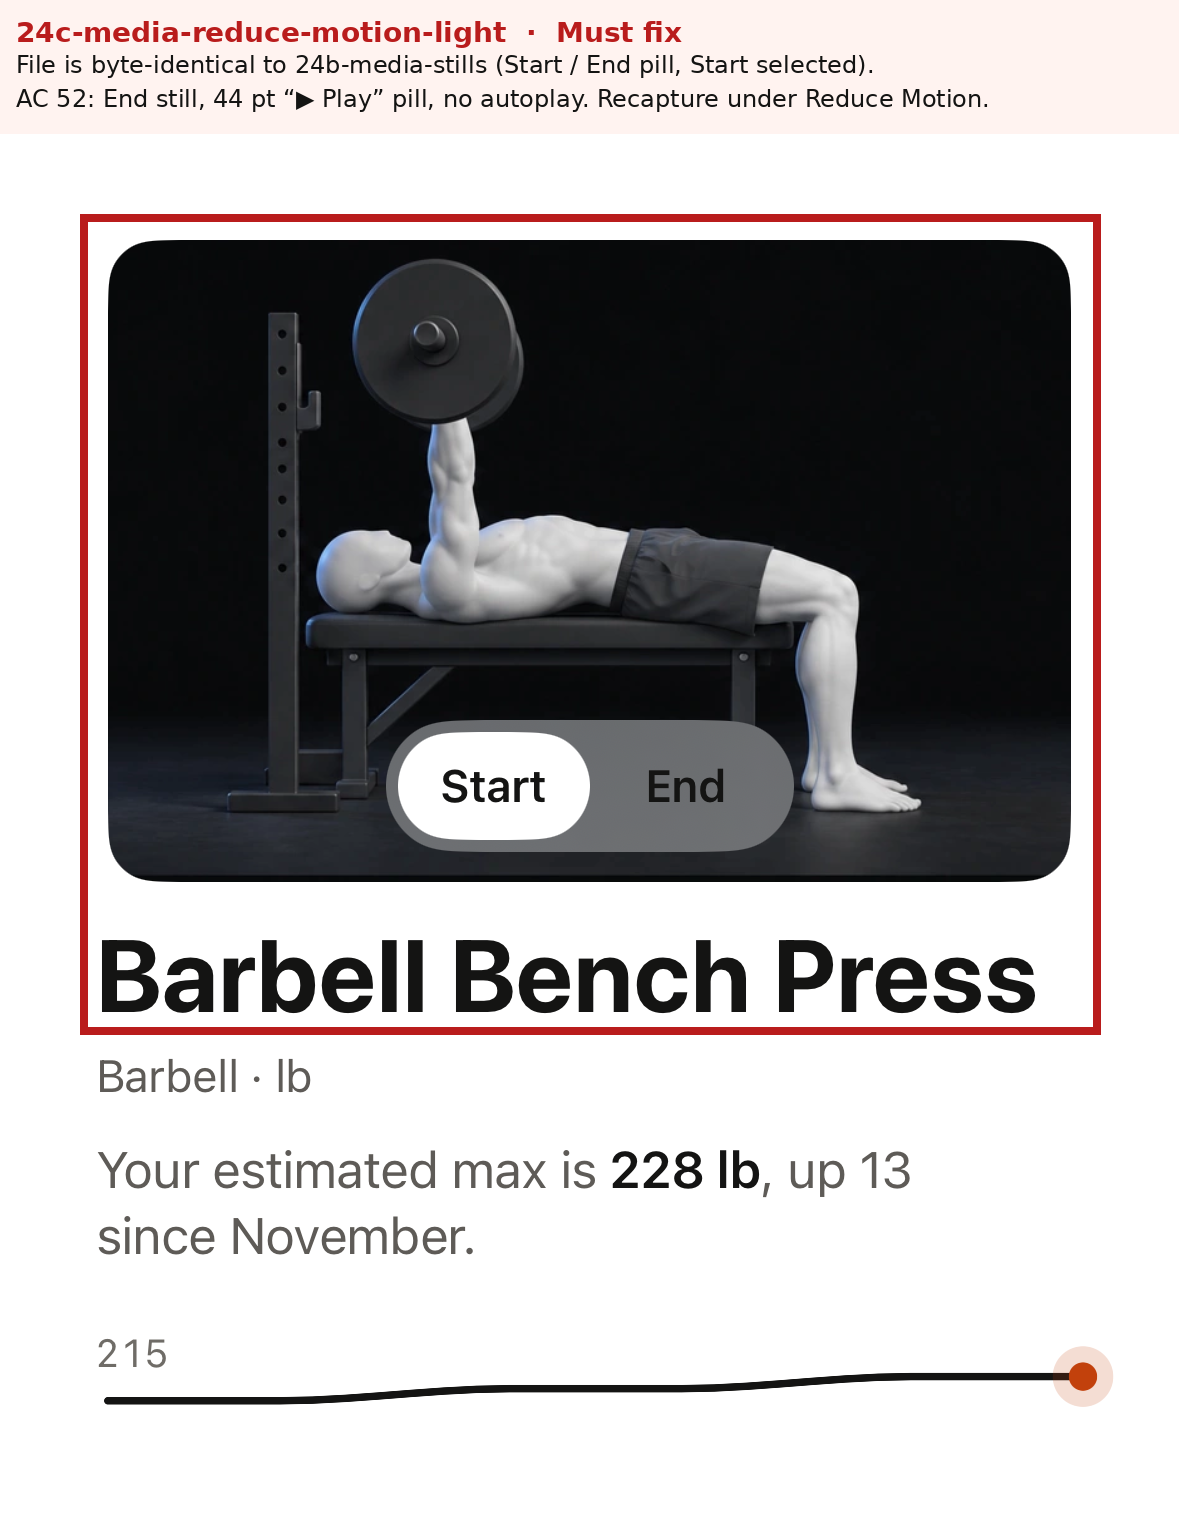 24c-media-reduce-motion-light · Must fix
File is byte-identical to 24b-media-stills (Start / End pill, Start selected).
AC 52: End still, 44 pt “▶ Play” pill, no autoplay. Recapture under Reduce Motion.
Start End
Barbell Bench Press
Barbell · lb
Your estimated max is 228 lb, up 13
since November.
215